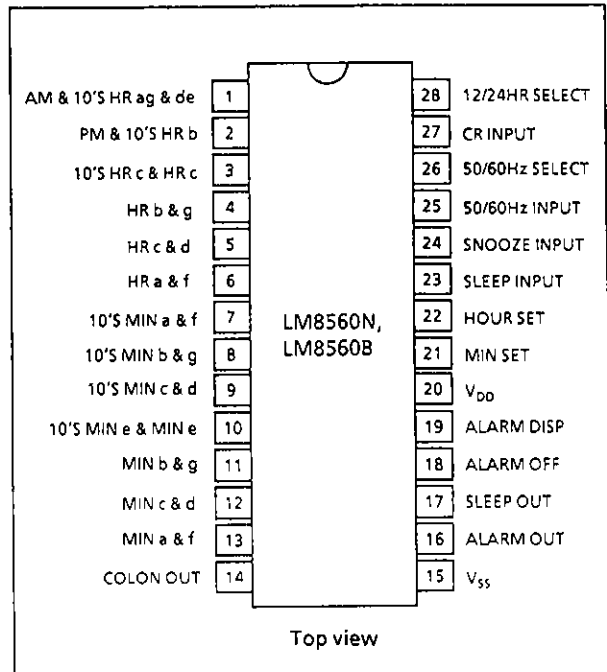 AM & 10'S HR ag & de 1
PM & 10'S HR b 2
10'S HR c & HR c 3
HR b & g 4
HR c & d 5
HR a & f 6
10'S MIN a & f 7
10'S MIN b & g 8
10'S MIN c & d 9
10'S MIN e & MIN e 10
MIN b & g 11
MIN c & d 12
MIN a & f 13
COLON OUT 14
LM8560N,
LM8560B
28 12/24HR SELECT
27 CR INPUT
26 50/60Hz SELECT
25 50/60Hz INPUT
24 SNOOZE INPUT
23 SLEEP INPUT
22 HOUR SET
21 MIN SET
20 VDD
19 ALARM DISP
18 ALARM OFF
17 SLEEP OUT
16 ALARM OUT
15 VSS
Top view